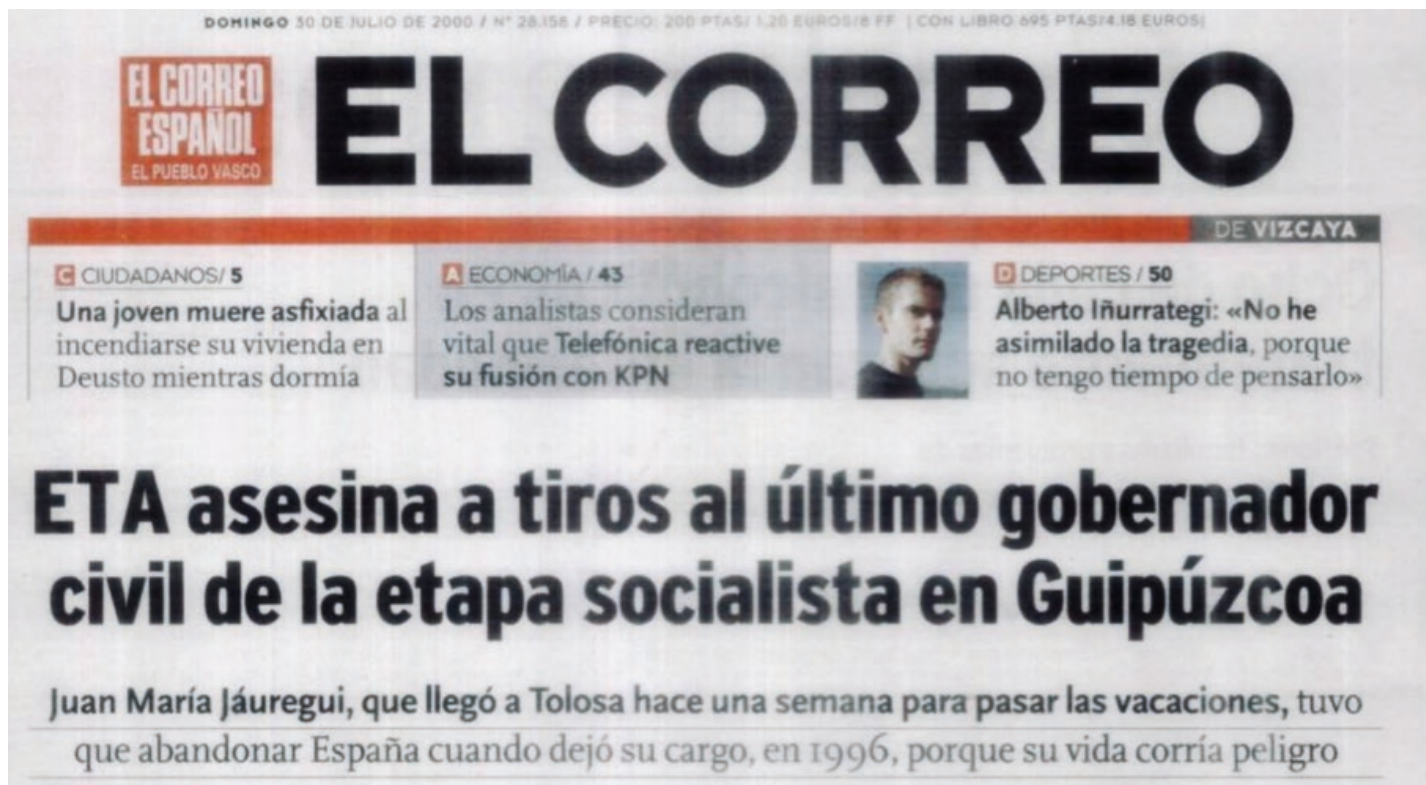 DOMINGO 30 DE JULIO DE 2000 / Nº 28.158 / PRECIO: 200 PTAS/ 1.20 EUROS/8 FF | CON LIBRO 695 PTAS/4.18 EUROS|
EL CORREO
ESPAÑOL
EL PUEBLO VASCO
EL CORREO
DE VIZCAYA
C CIUDADANOS/ 5
Una joven muere asfixiada al
incendiarse su vivienda en
Deusto mientras dormía
A ECONOMÍA / 43
Los analistas consideran
vital que Telefónica reactive
su fusión con KPN
D DEPORTES / 50
Alberto Iñurrategi: «No he
asimilado la tragedia, porque
no tengo tiempo de pensarlo»
ETA asesina a tiros al último gobernador
civil de la etapa socialista en Guipúzcoa
Juan María Jáuregui, que llegó a Tolosa hace una semana para pasar las vacaciones, tuvo
que abandonar España cuando dejó su cargo, en 1996, porque su vida corría peligro